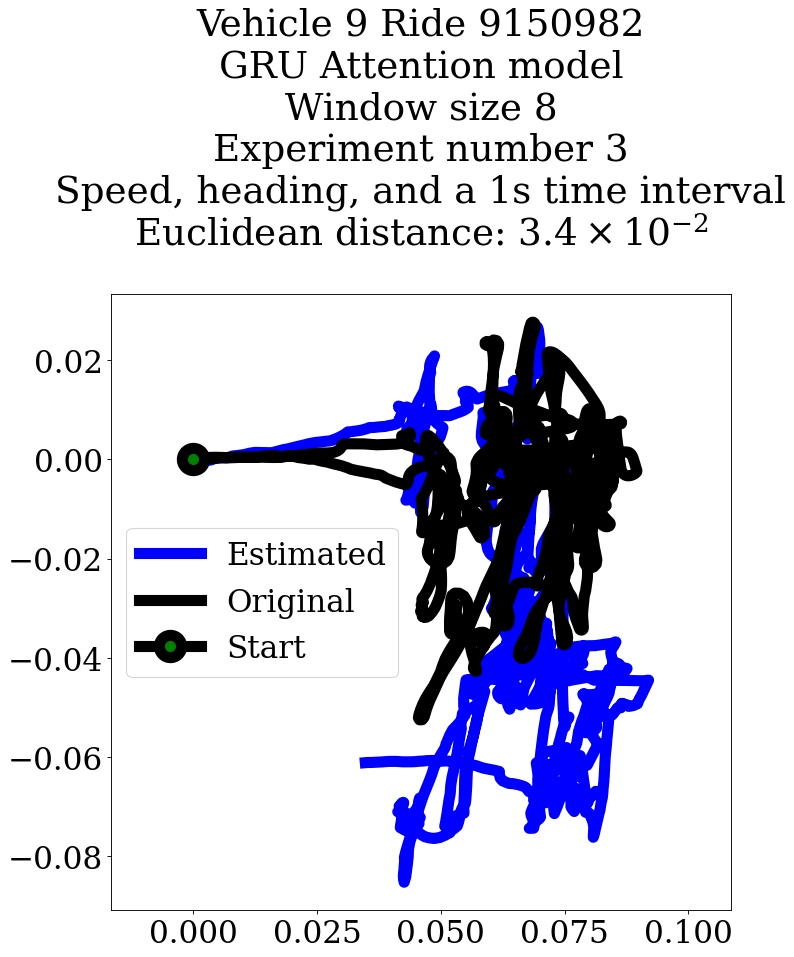 Vehicle 9 Ride 9150982
GRU Attention model
Window size 8
Experiment number 3
Speed, heading, and a 1s time interval
Euclidean distance: 3.4 × 10⁻²
0.02
0.00
−0.02
−0.04
−0.06
−0.08
Estimated
Original
Start
0.000 0.025 0.050 0.075 0.100